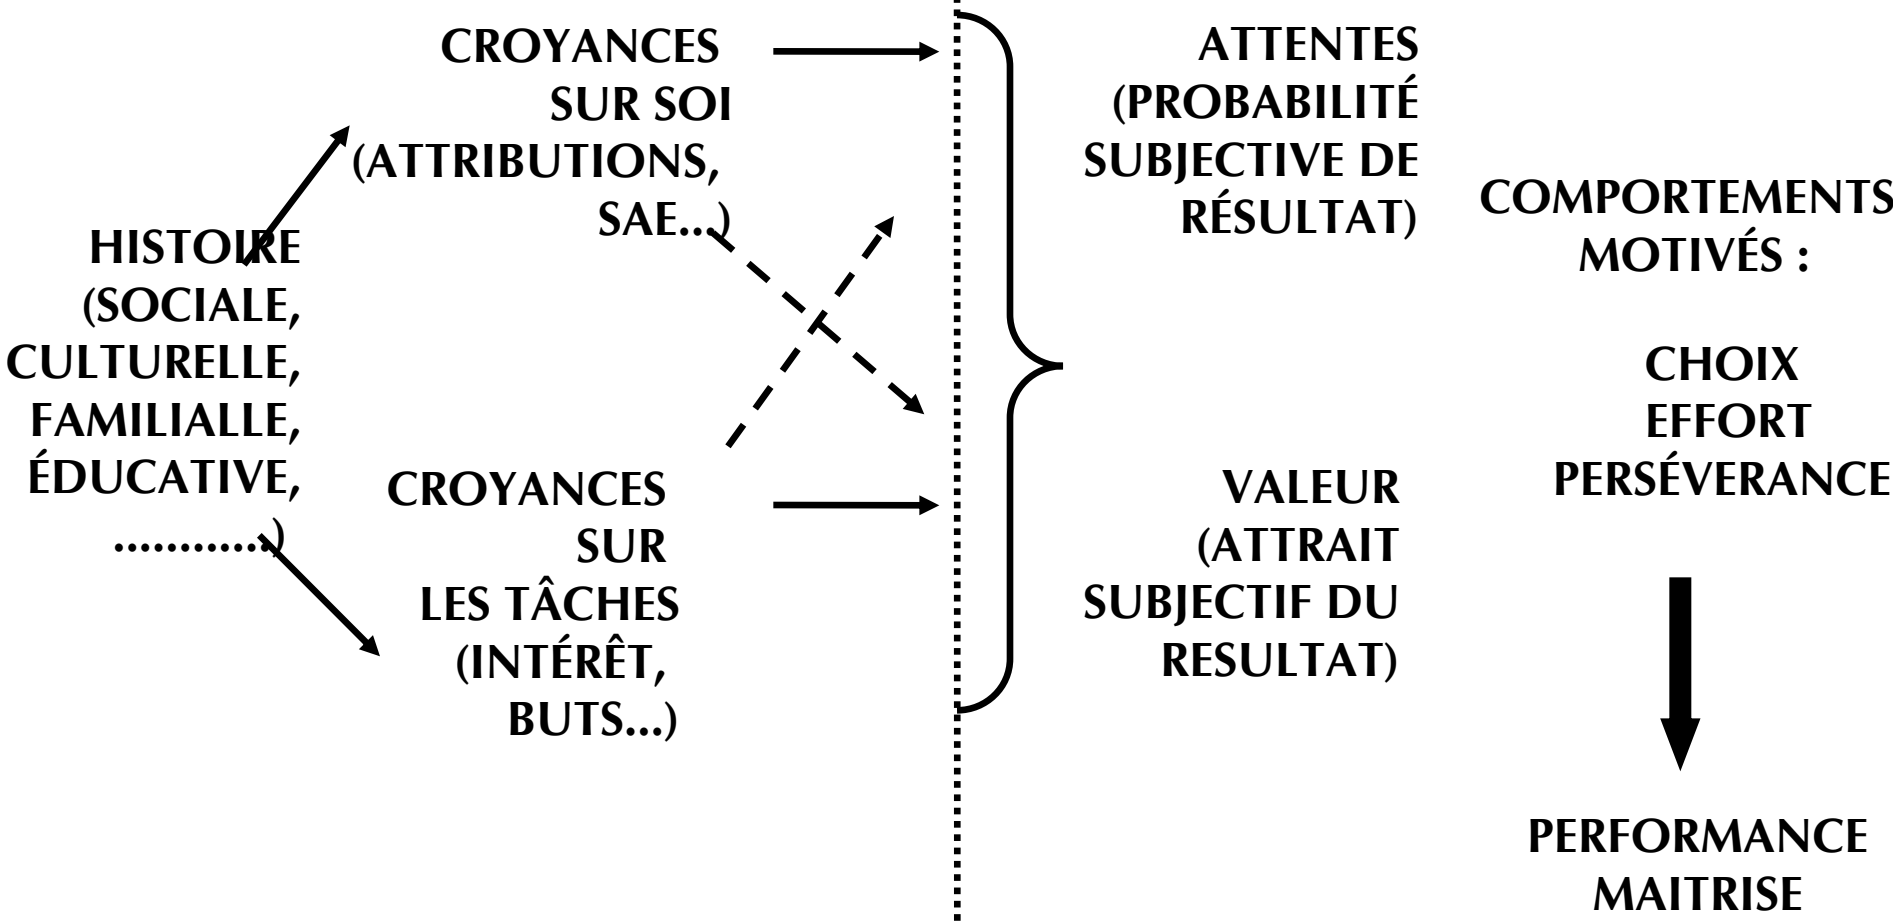 HISTOIRE
(SOCIALE,
CULTURELLE,
FAMILIALLE,
ÉDUCATIVE,
............)
CROYANCES
SUR SOI
(ATTRIBUTIONS,
SAE...)
CROYANCES
SUR
LES TÂCHES
(INTÉRÊT,
BUTS...)
ATTENTES
(PROBABILITÉ
SUBJECTIVE DE
RÉSULTAT)
VALEUR
(ATTRAIT
SUBJECTIF DU
RESULTAT)
COMPORTEMENTS
MOTIVÉS :
CHOIX
EFFORT
PERSÉVERANCE
PERFORMANCE
MAITRISE